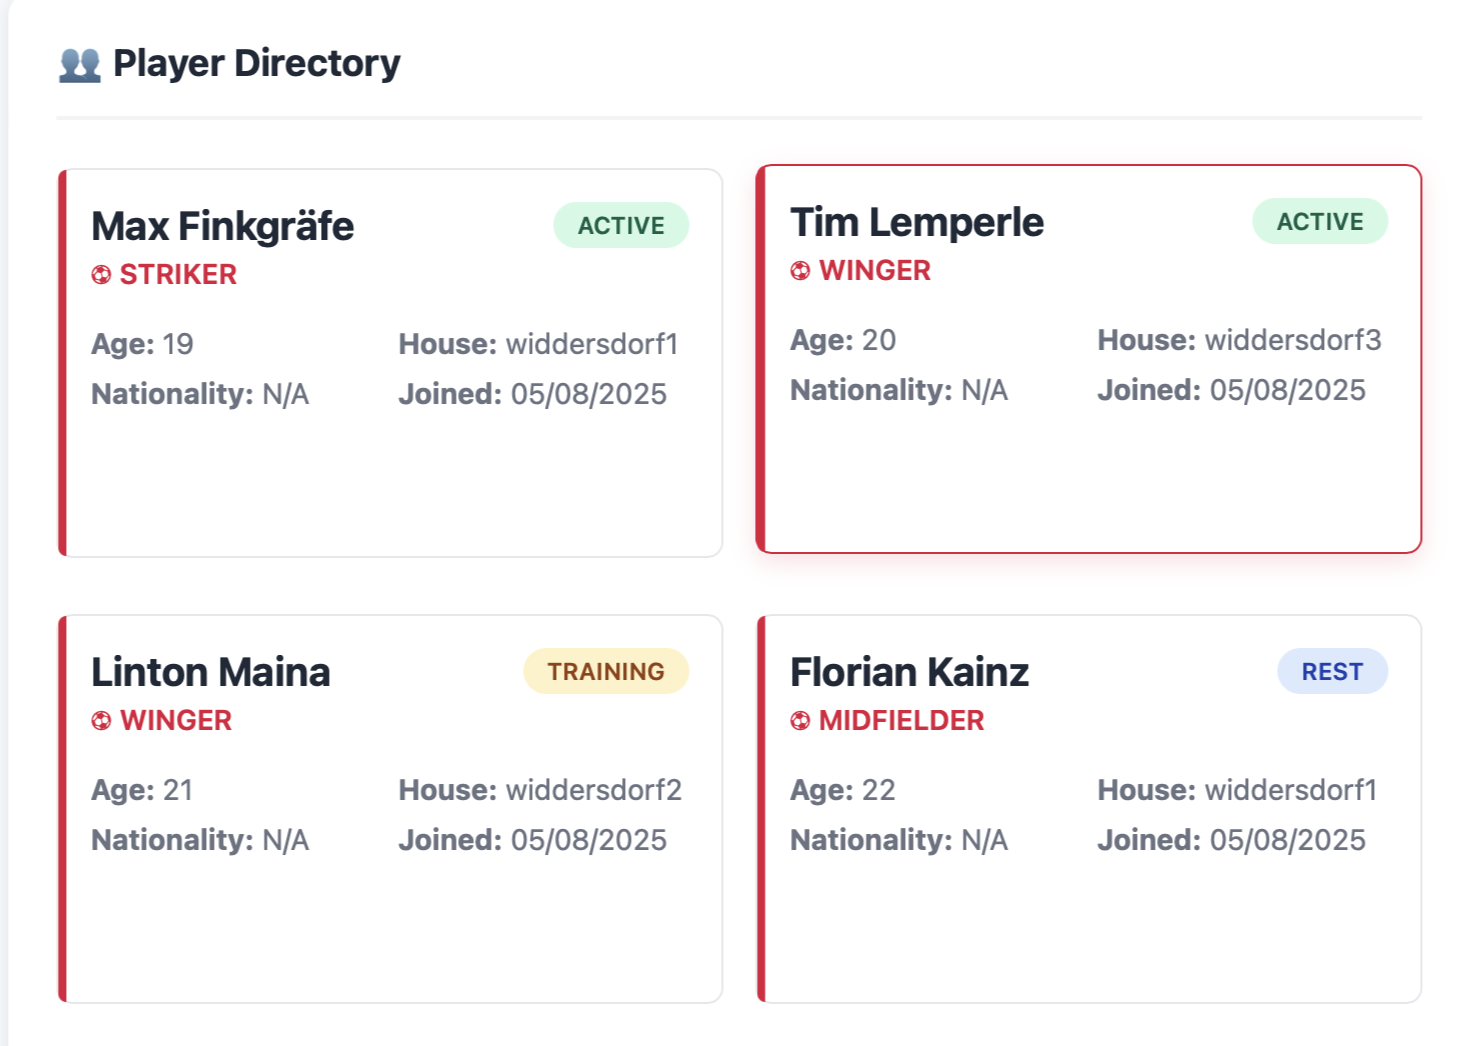 Player Directory
Max Finkgräfe
ACTIVE
STRIKER
Age: 19
House: widdersdorf1
Nationality: N/A
Joined: 05/08/2025
Tim Lemperle
ACTIVE
WINGER
Age: 20
House: widdersdorf3
Nationality: N/A
Joined: 05/08/2025
Linton Maina
TRAINING
WINGER
Age: 21
House: widdersdorf2
Nationality: N/A
Joined: 05/08/2025
Florian Kainz
REST
MIDFIELDER
Age: 22
House: widdersdorf1
Nationality: N/A
Joined: 05/08/2025